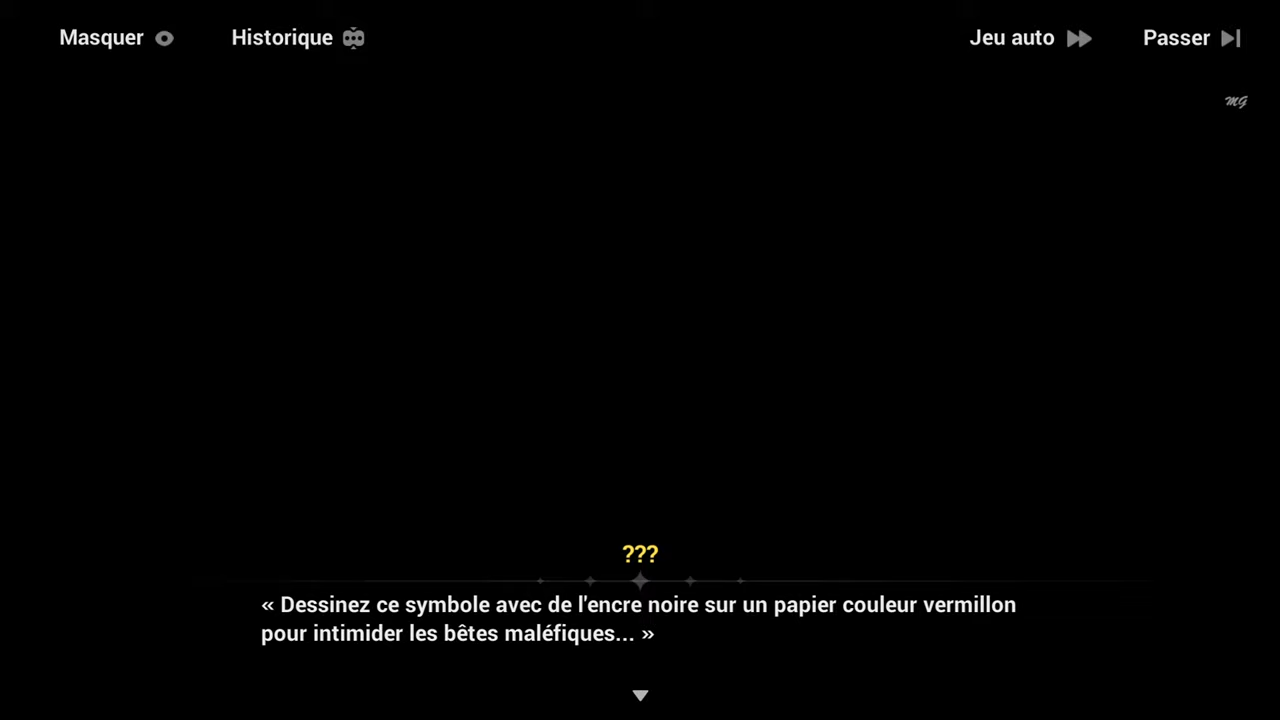 Masquer Historique Jeu auto Passer
MG
???
« Dessinez ce symbole avec de l'encre noire sur un papier couleur vermillon
pour intimider les bêtes maléfiques... »